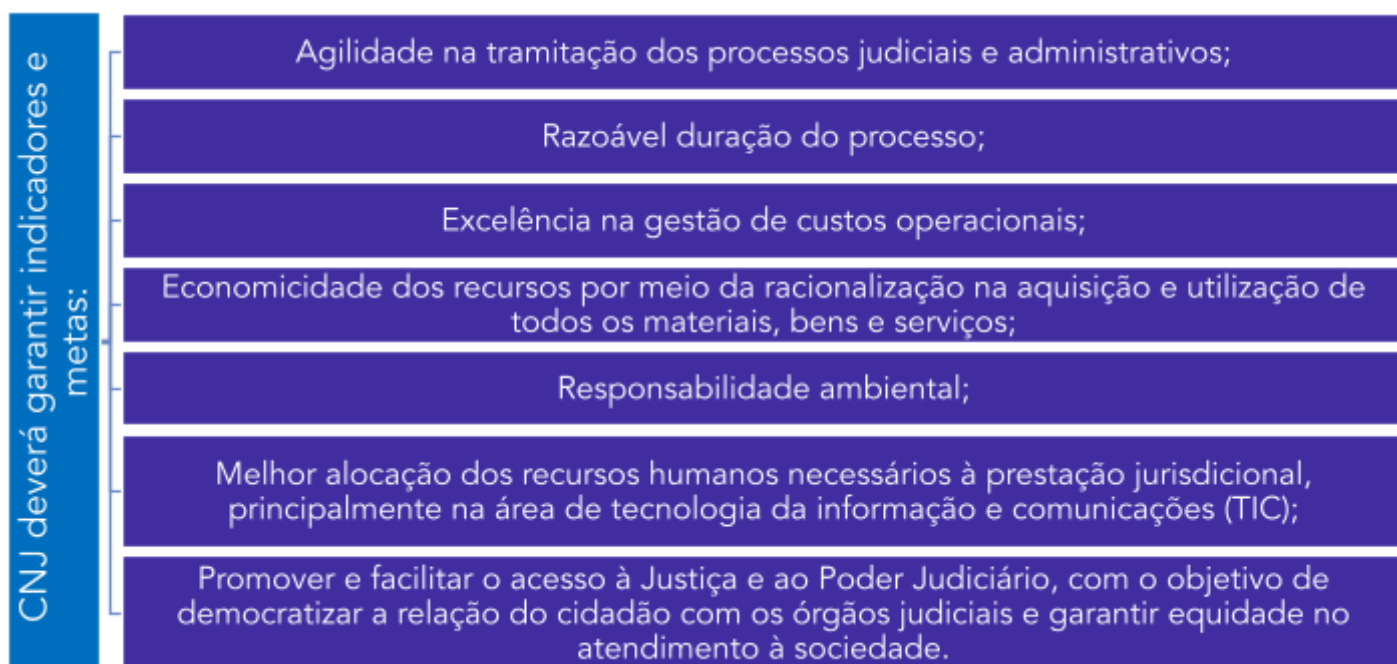 CNJ deverá garantir indicadores e
metas:
Agilidade na tramitação dos processos judiciais e administrativos;
Razoável duração do processo;
Excelência na gestão de custos operacionais;
Economicidade dos recursos por meio da racionalização na aquisição e utilização de
todos os materiais, bens e serviços;
Responsabilidade ambiental;
Melhor alocação dos recursos humanos necessários à prestação jurisdicional,
principalmente na área de tecnologia da informação e comunicações (TIC);
Promover e facilitar o acesso à Justiça e ao Poder Judiciário, com o objetivo de
democratizar a relação do cidadão com os órgãos judiciais e garantir equidade no
atendimento à sociedade.